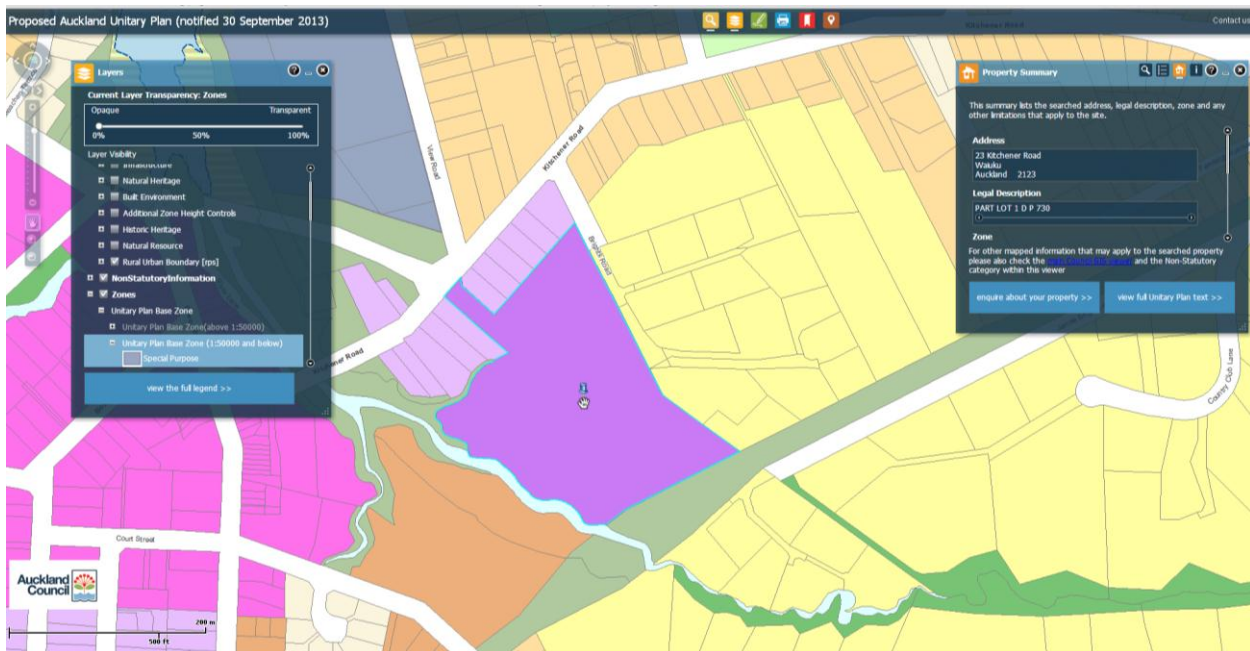 Proposed Auckland Unitary Plan (notified 30 September 2013)
Contact us
Kitchener Road
Layers
Current Layer Transparency: Zones
Opaque
Transparent
0%
50%
100%
Layer Visibility
Infrastructure
Natural Heritage
Built Environment
Additional Zone Height Controls
Historic Heritage
Natural Resource
Rural Urban Boundary [rps]
NonStatutoryInformation
Zones
Unitary Plan Base Zone
Unitary Plan Base Zone(above 1:50000)
Unitary Plan Base Zone (1:50000 and below)
Special Purpose
view the full legend >>
View Road
Kitchener Road
Bright Road
Kitchener Road
Property Summary
This summary lists the searched address, legal description, zone and any
other limitations that apply to the site.
Address
23 Kitchener Road
Waiuku
Auckland 2123
Legal Description
PART LOT 1 D P 730
Zone
For other mapped information that may apply to the searched property
please also check the
and the Non-Statutory
category within this viewer
enquire about your property >>
view full Unitary Plan text >>
Country Club Lane
Court Street
Auckland
Council
200 m
500 ft